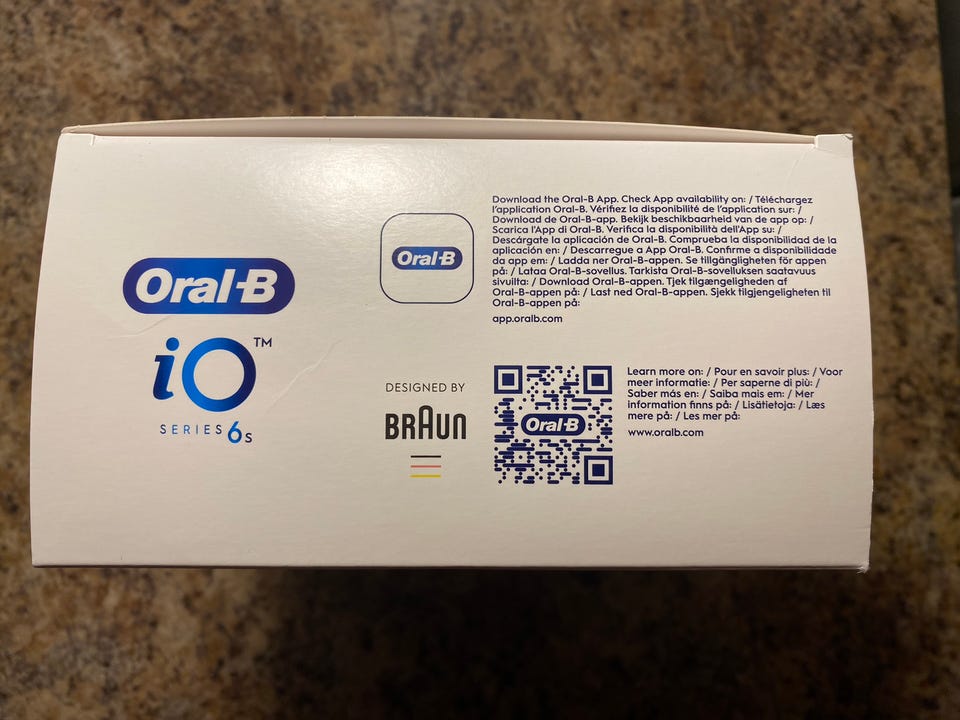 Oral-B
iO™
SERIES 6s
Oral-B
DESIGNED BY
BRAUN
Download the Oral-B App. Check App availability on: / Téléchargez
l'application Oral-B. Vérifiez la disponibilité de l'application sur: /
Download de Oral-B-app. Bekijk beschikbaarheid van de app op: /
Scarica l'App di Oral-B. Verifica la disponibilità dell'App su: /
Descárgate la aplicación de Oral-B. Comprueba la disponibilidad de la
aplicación en: / Descarregue a App Oral-B. Confirme a disponibilidade
da app em: / Ladda ner Oral-B-appen. Se tillgängligheten för appen
på: / Lataa Oral-B-sovellus. Tarkista Oral-B-sovelluksen saatavuus
sivuilta: / Download Oral-B-appen. Tjek tilgængeligheden af
Oral-B-appen på: / Last ned Oral-B-appen. Sjekk tilgjengeligheten til
Oral-B-appen på:
app.oralb.com
Oral-B
Learn more on: / Pour en savoir plus: / Voor
meer informatie: / Per saperne di più: /
Saber más en: / Saiba mais em: / Mer
information finns på: / Lisätietoja: / Læs
mere på: / Les mer på:
www.oralb.com